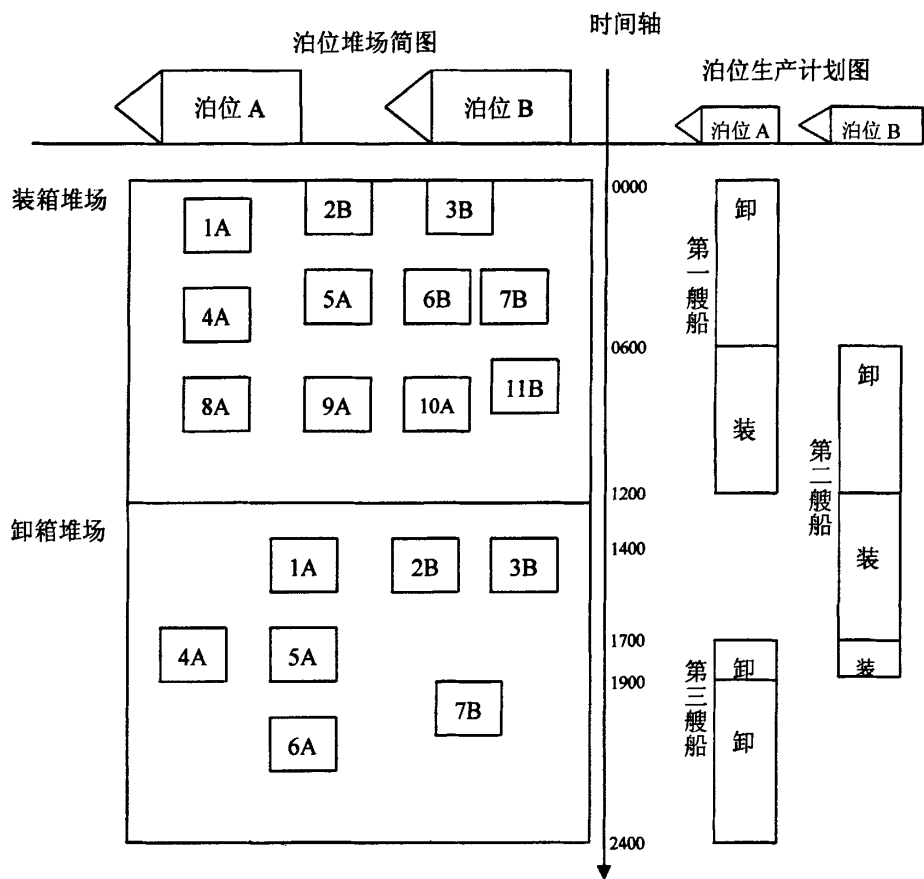 时间轴
泊位堆场简图
泊位生产计划图
泊位 A
泊位 B
泊位 A
泊位 B
装箱堆场
1A
2B
3B
4A
5A
6B
7B
8A
9A
10A
11B
卸箱堆场
1A
2B
3B
4A
5A
7B
6A
0000
0600
1200
1400
1700
1900
2400
第一艘船
卸
装
第二艘船
卸
装
装
第三艘船
卸
卸